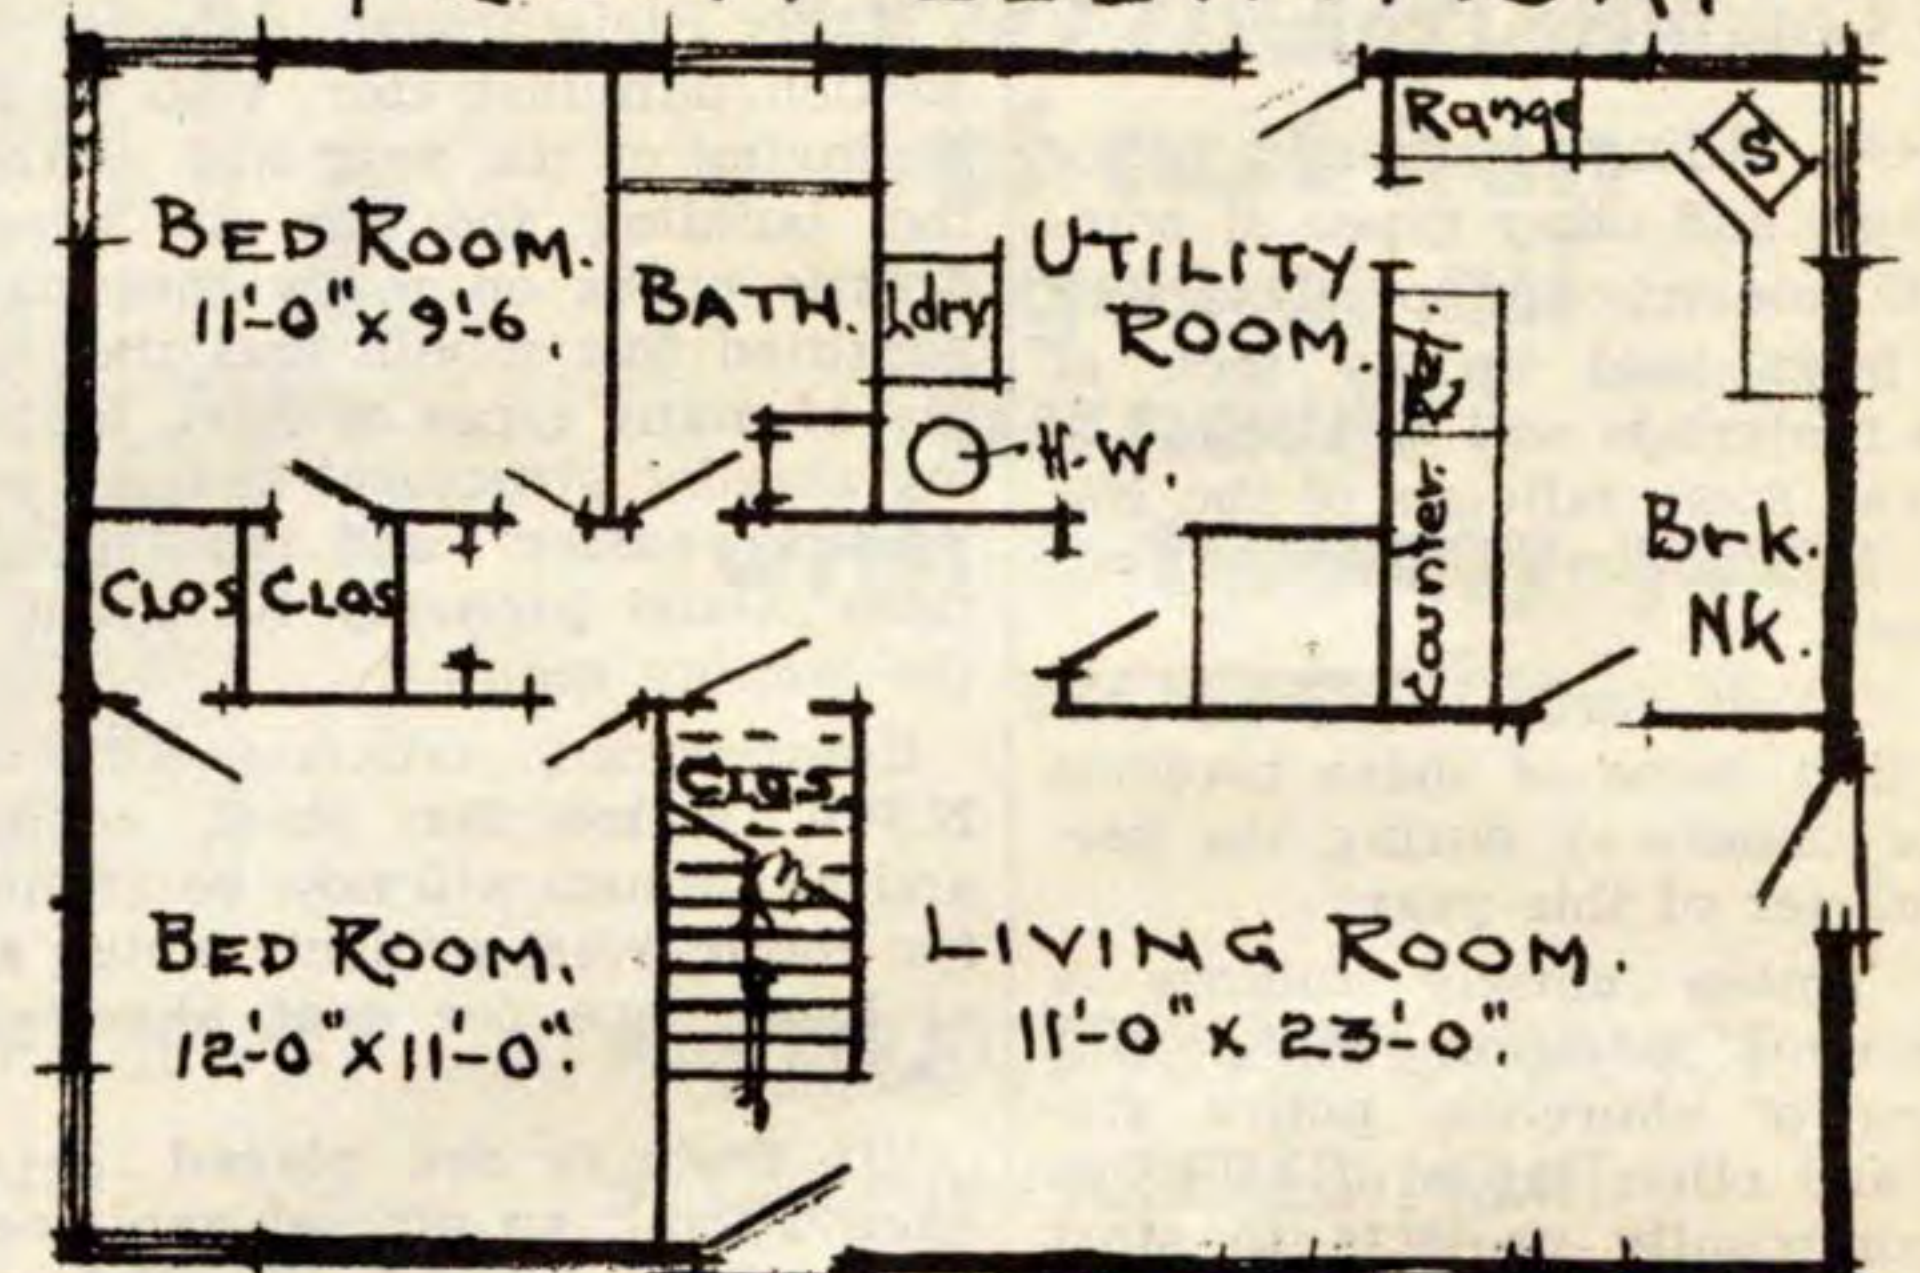 Range
S
BED ROOM.
11'-0" x 9'-6.
BATH.
Ldry
UTILITY
ROOM.
Ref.
H.W.
Counter.
Brk.
Nk.
CLOS
CLOS
Clos.
BED ROOM.
12'-0" x 11'-0".
LIVING ROOM.
11'-0" x 23'-0".